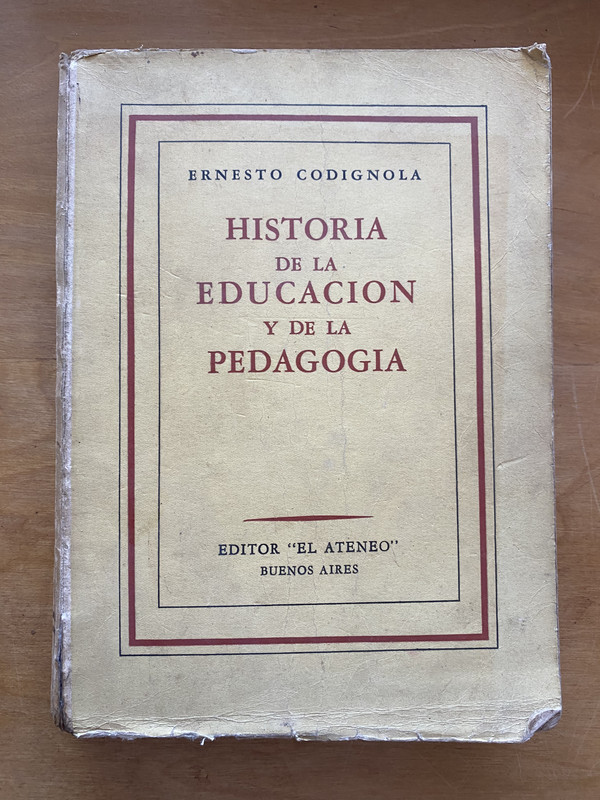 ERNESTO CODIGNOLA
HISTORIA
DE LA
EDUCACION
Y DE LA
PEDAGOGIA
EDITOR "EL ATENEO"
BUENOS AIRES